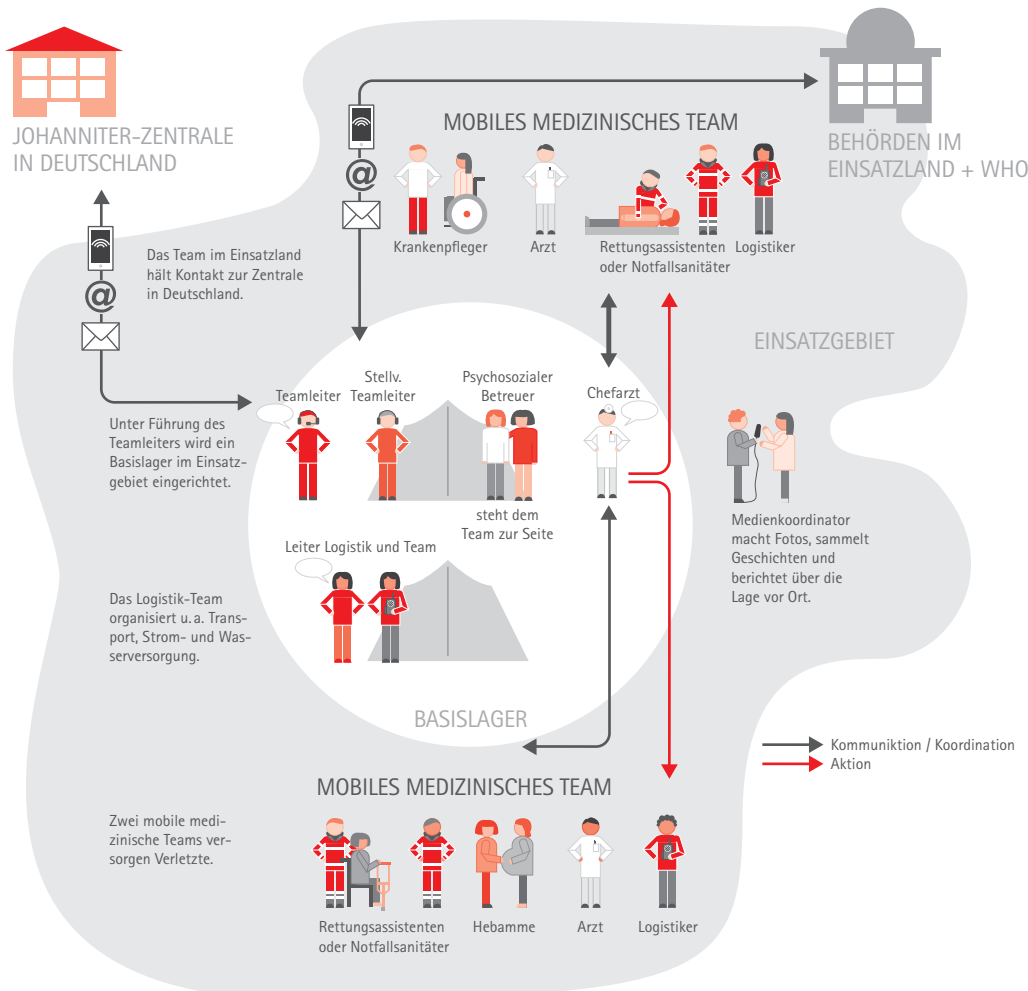 JOHANNITER-ZENTRALE
IN DEUTSCHLAND
BEHÖRDEN IM
EINSATZLAND + WHO
MOBILES MEDIZINISCHES TEAM
@
Krankenpfleger
Arzt
Rettungsassistenten
oder Notfallsanitäter
Logistiker
@
Das Team im Einsatzland
hält Kontakt zur Zentrale
in Deutschland.
EINSATZGEBIET
Teamleiter
Stellv.
Teamleiter
Psychosozialer
Betreuer
Chefarzt
Unter Führung des
Teamleiters wird ein
Basislager im Einsatz-
gebiet eingerichtet.
steht dem
Team zur Seite
Medienkoordinator
macht Fotos, sammelt
Geschichten und
berichtet über die
Lage vor Ort.
Leiter Logistik und Team
Das Logistik-Team
organisiert u. a. Trans-
port, Strom- und Was-
serversorgung.
BASISLAGER
Kommuniktion / Koordination
Aktion
MOBILES MEDIZINISCHES TEAM
Zwei mobile medi-
zinische Teams ver-
sorgen Verletzte.
Rettungsassistenten
oder Notfallsanitäter
Hebamme
Arzt
Logistiker